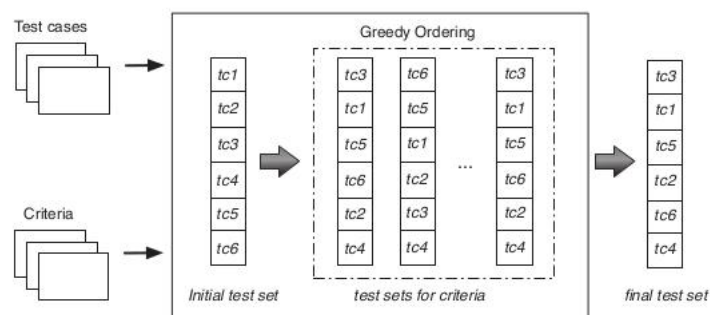 Test cases
Criteria
Greedy Ordering
tc1
tc2
tc3
tc4
tc5
tc6
Initial test set
tc3
tc1
tc5
tc6
tc2
tc4
tc6
tc5
tc1
tc2
tc3
tc4
...
tc3
tc1
tc5
tc6
tc2
tc4
test sets for criteria
tc3
tc1
tc5
tc2
tc6
tc4
final test set